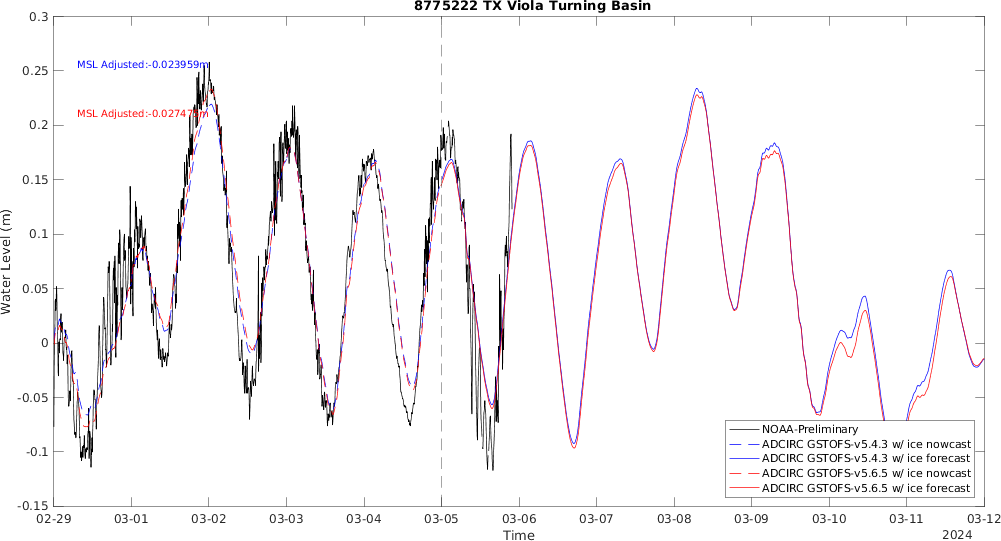 8775222 TX Viola Turning Basin
Water Level (m)
0.3
0.25
0.2
0.15
0.1
0.05
0
-0.05
-0.1
-0.15
MSL Adjusted:-0.023959m
MSL Adjusted:-0.02747
NOAA-Preliminary
ADCIRC GSTOFS-v5.4.3 w/ ice nowcast
ADCIRC GSTOFS-v5.4.3 w/ ice forecast
ADCIRC GSTOFS-v5.6.5 w/ ice nowcast
ADCIRC GSTOFS-v5.6.5 w/ ice forecast
02-29 03-01 03-02 03-03 03-04 03-05 03-06 03-07 03-08 03-09 03-10 03-11 03-12
Time
2024